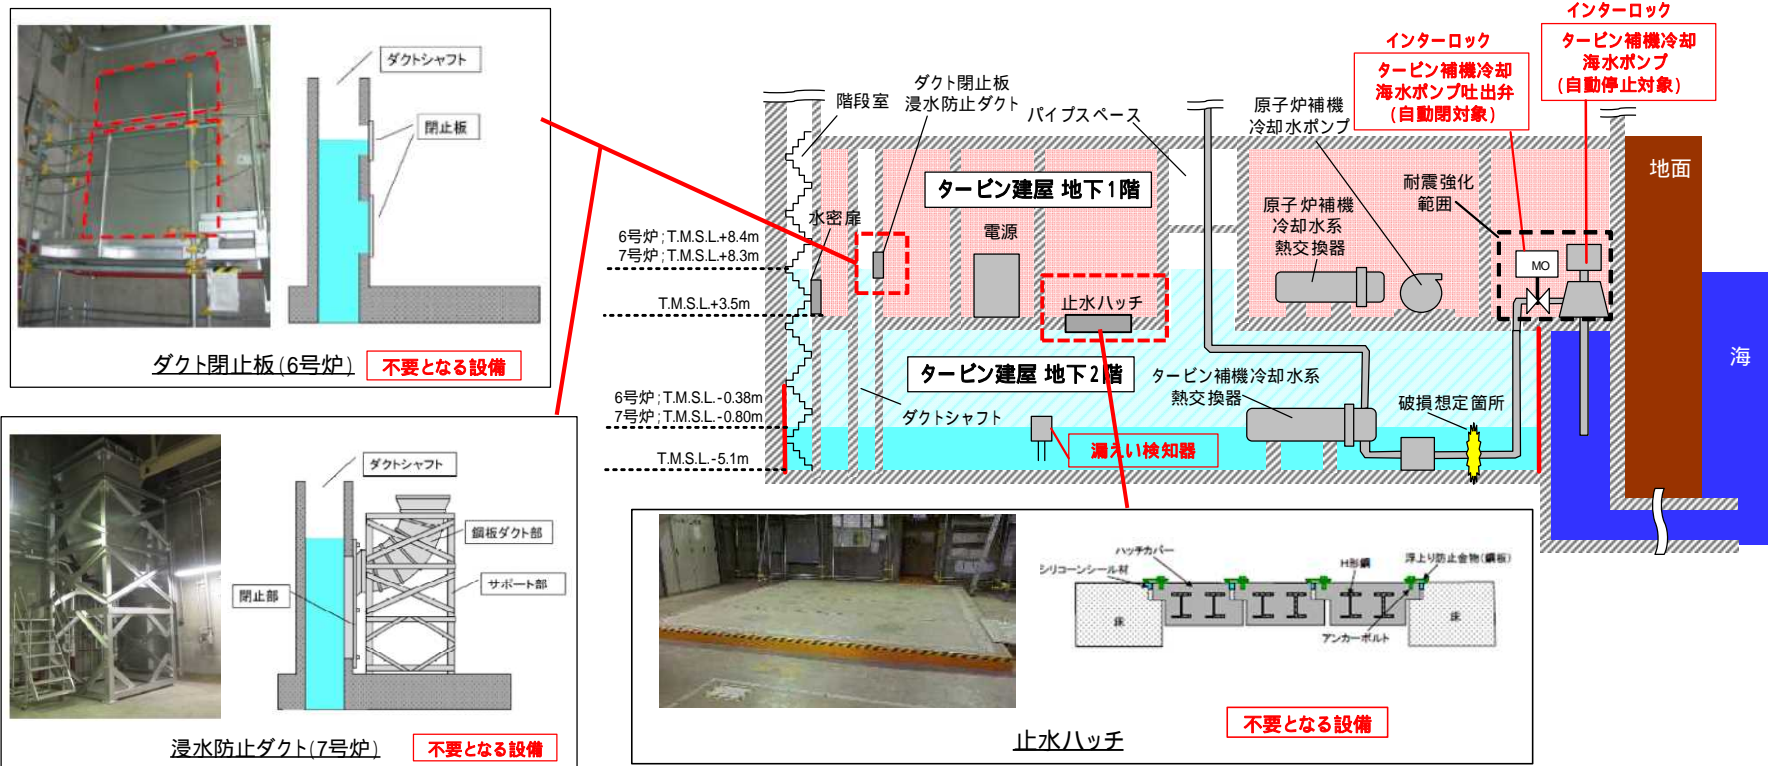 ダクトシャフト
閉止板
ダクト閉止板(6号炉)
不要となる設備
ダクトシャフト
鋼板ダクト部
サポート部
閉止部
浸水防止ダクト(7号炉)
不要となる設備
インターロック
タービン補機冷却
海水ポンプ
(自動停止対象)
インターロック
タービン補機冷却
海水ポンプ吐出弁
(自動閉対象)
階段室
ダクト閉止板
浸水防止ダクト
パイプスペース
原子炉補機
冷却水ポンプ
タービン建屋 地下1階
耐震強化
範囲
地面
水密扉
電源
原子炉補機
冷却水系
熱交換器
MO
6号炉;T.M.S.L.+8.4m
7号炉;T.M.S.L.+8.3m
T.M.S.L.+3.5m
止水ハッチ
海
タービン建屋 地下2階
タービン補機冷却水系
熱交換器
6号炉;T.M.S.L.-0.38m
7号炉;T.M.S.L.-0.80m
ダクトシャフト
破損想定箇所
漏えい検知器
T.M.S.L.-5.1m
ハッチカバー
シリコーンシール材
H形鋼
浮上り防止金物(鋼板)
床
床
アンカーボルト
不要となる設備
止水ハッチ